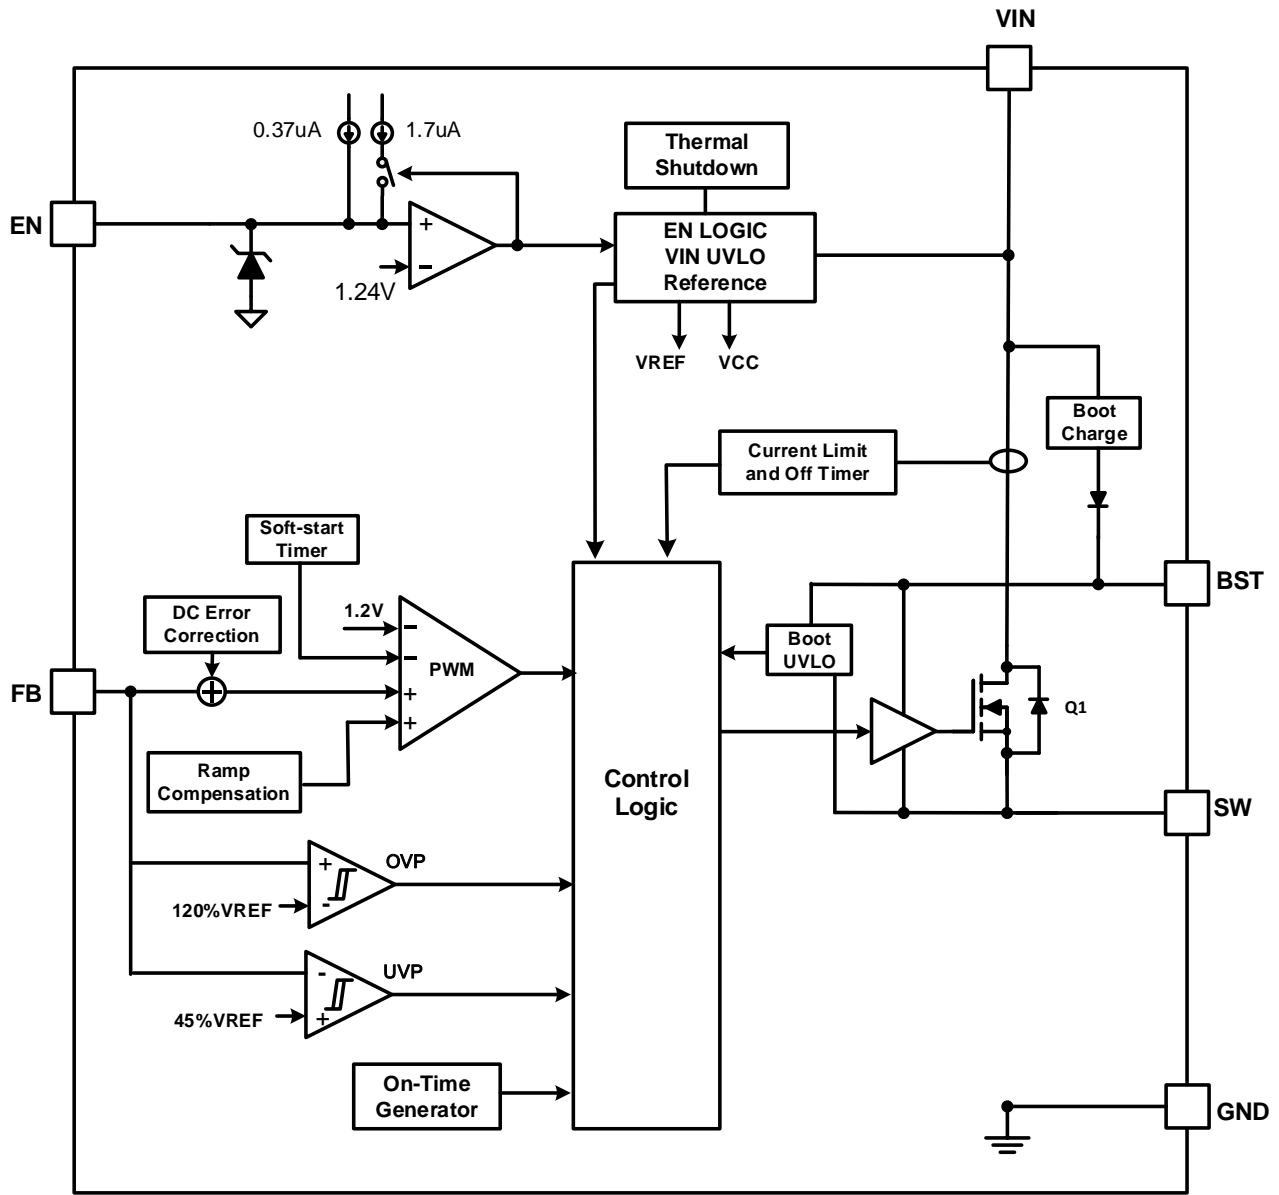 VIN
0.37uA
1.7uA
Thermal
Shutdown
EN
+
-
1.24V
EN LOGIC
VIN UVLO
Reference
VREF
VCC
Boot
Charge
Current Limit
and Off Timer
Soft-start
Timer
BST
DC Error
Correction
1.2V
-
-
+
+
PWM
Boot
UVLO
FB
Q1
Ramp
Compensation
Control
Logic
SW
+
-
OVP
120%VREF
-
+
UVP
45%VREF
On-Time
Generator
GND